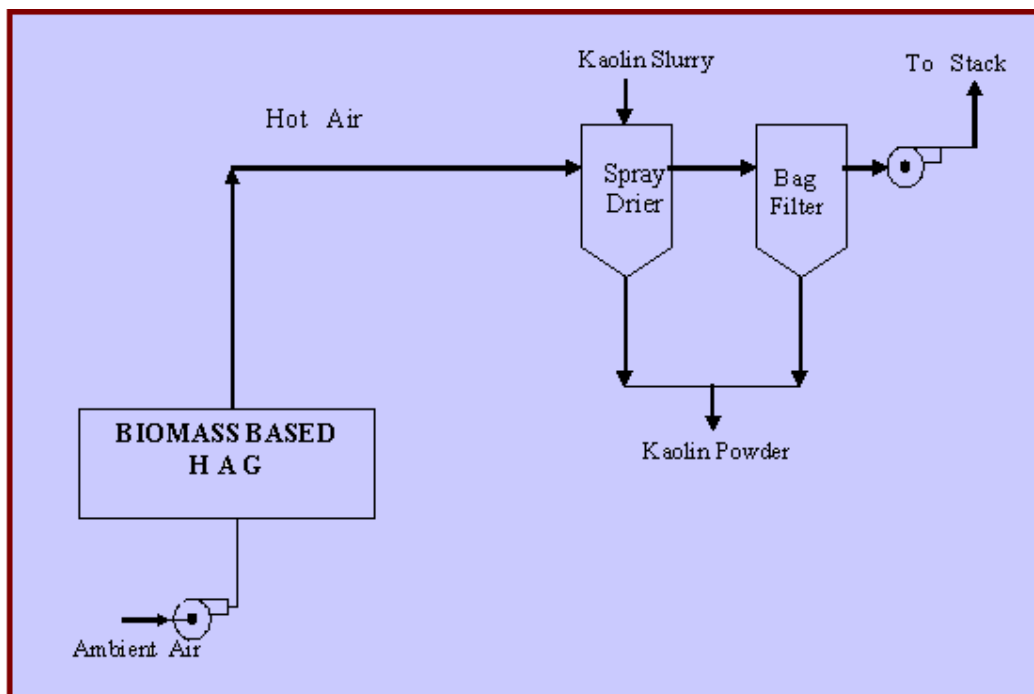 Kaolin Slurry
To Stack
Hot Air
Spray
Drier
Bag
Filter
BIOMASS BASED
H A G
Kaolin Powder
Ambient Air